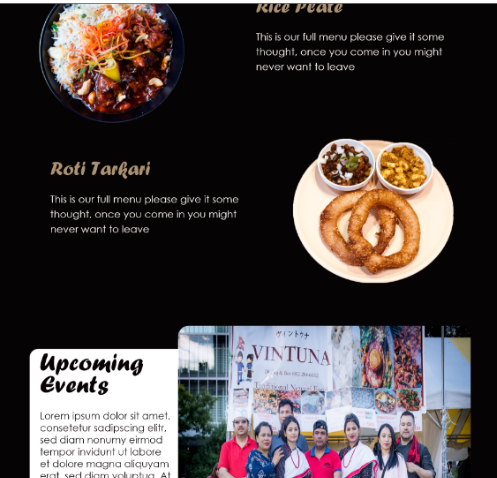 Rice Plate
This is our full menu please give it some
thought, once you come in you might
never want to leave
Roti Tarkari
This is our full menu please give it some
thought, once you come in you might
never want to leave
ヴィントゥナ
VINTUNA
Upcoming
Events
Lorem ipsum dolor sit amet,
consetetur sadipscing elitr,
sed diam nonumy eirmod
tempor invidunt ut labore
et dolore magna aliquyam
erat, sed diam voluptua. At